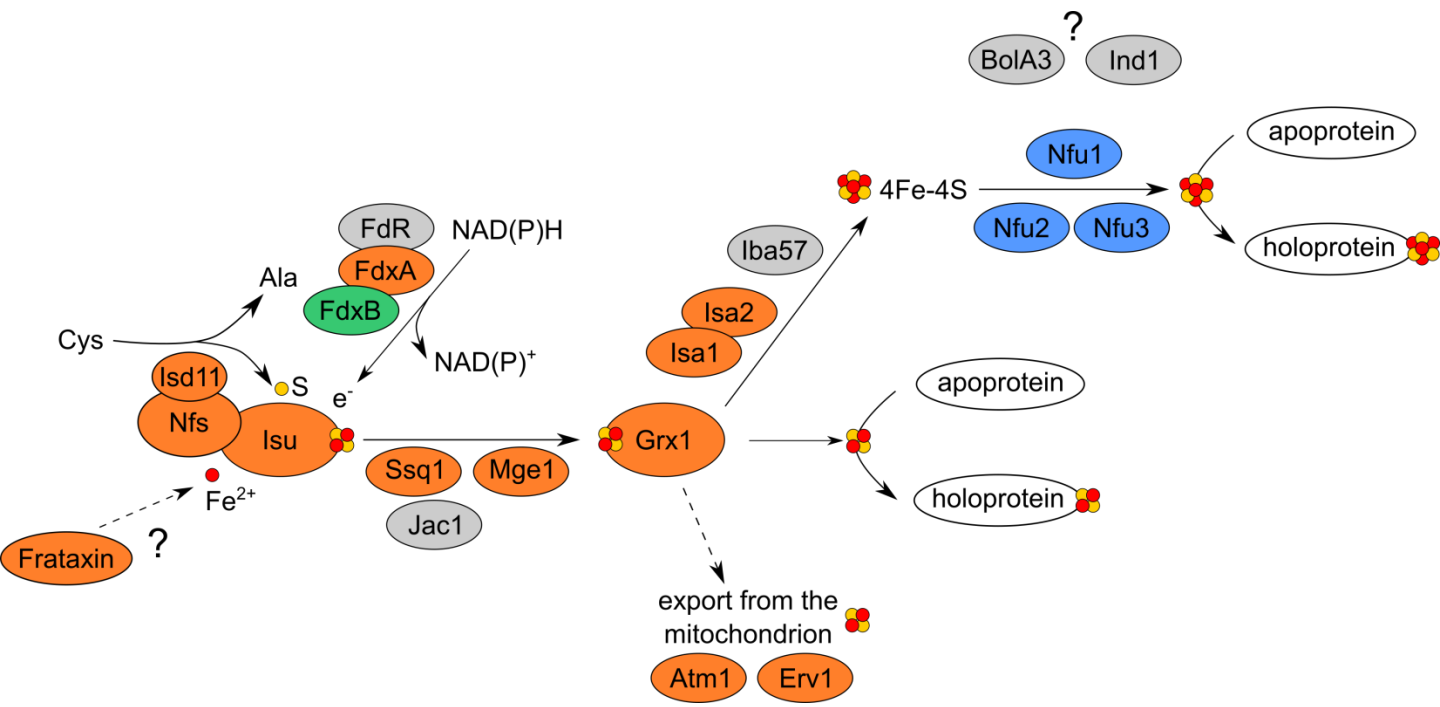 ?
BolA3
Ind1
apoprotein
Nfu1
4Fe-4S
Nfu2
Nfu3
holoprotein
FdR
NAD(P)H
Iba57
FdxA
Ala
FdxB
Isa2
Cys
Isa1
NAD(P)⁺
Isd11
S
e⁻
apoprotein
Nfs
Isu
Grx1
Ssq1
Mge1
Fe²⁺
holoprotein
Jac1
?
Frataxin
export from the
mitochondrion
Atm1
Erv1